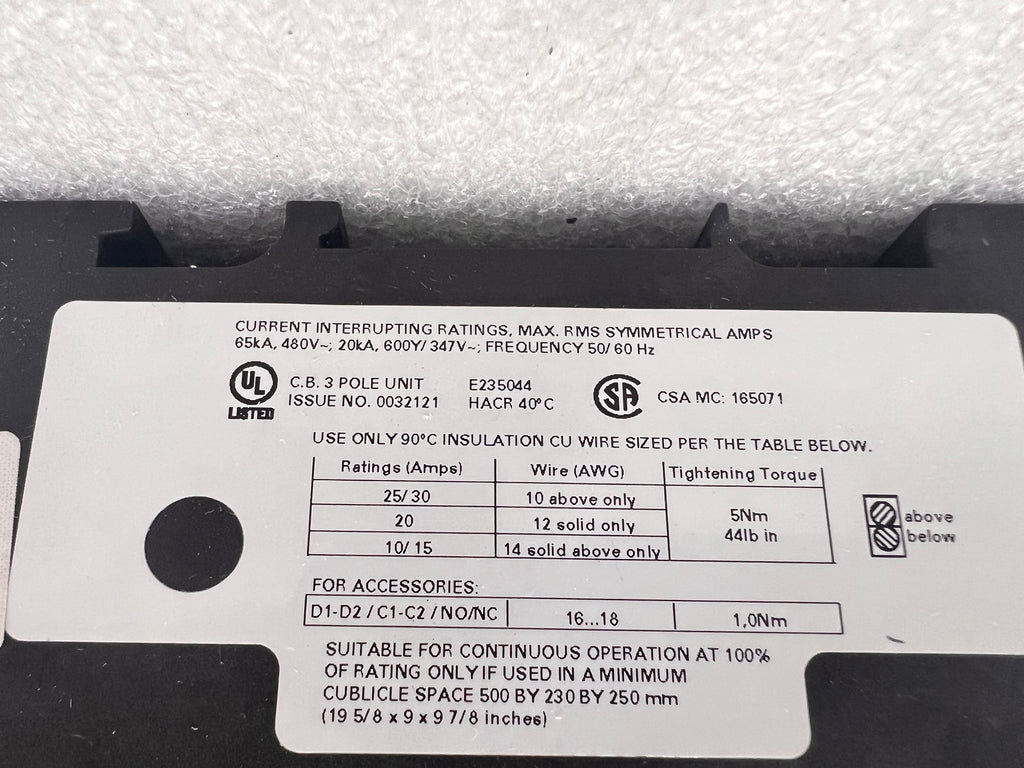 CURRENT INTERRUPTING RATINGS, MAX. RMS SYMMETRICAL AMPS
65kA, 480V~; 20kA, 600Y/347V~; FREQUENCY 50/60 Hz
UL
LISTED
C.B. 3 POLE UNIT E235044
ISSUE NO. 0032121 HACR 40°C
SA CSA MC: 165071
USE ONLY 90°C INSULATION CU WIRE SIZED PER THE TABLE BELOW.
Ratings (Amps) Wire (AWG) Tightening Torque
25/30 10 above only
20 12 solid only
10/15 14 solid above only
5Nm
44lb in
above
below
FOR ACCESSORIES:
D1-D2 / C1-C2 / NO/NC 16...18 1,0Nm
SUITABLE FOR CONTINUOUS OPERATION AT 100%
OF RATING ONLY IF USED IN A MINIMUM
CUBLICLE SPACE 500 BY 230 BY 250 mm
(19 5/8 x 9 x 9 7/8 inches)